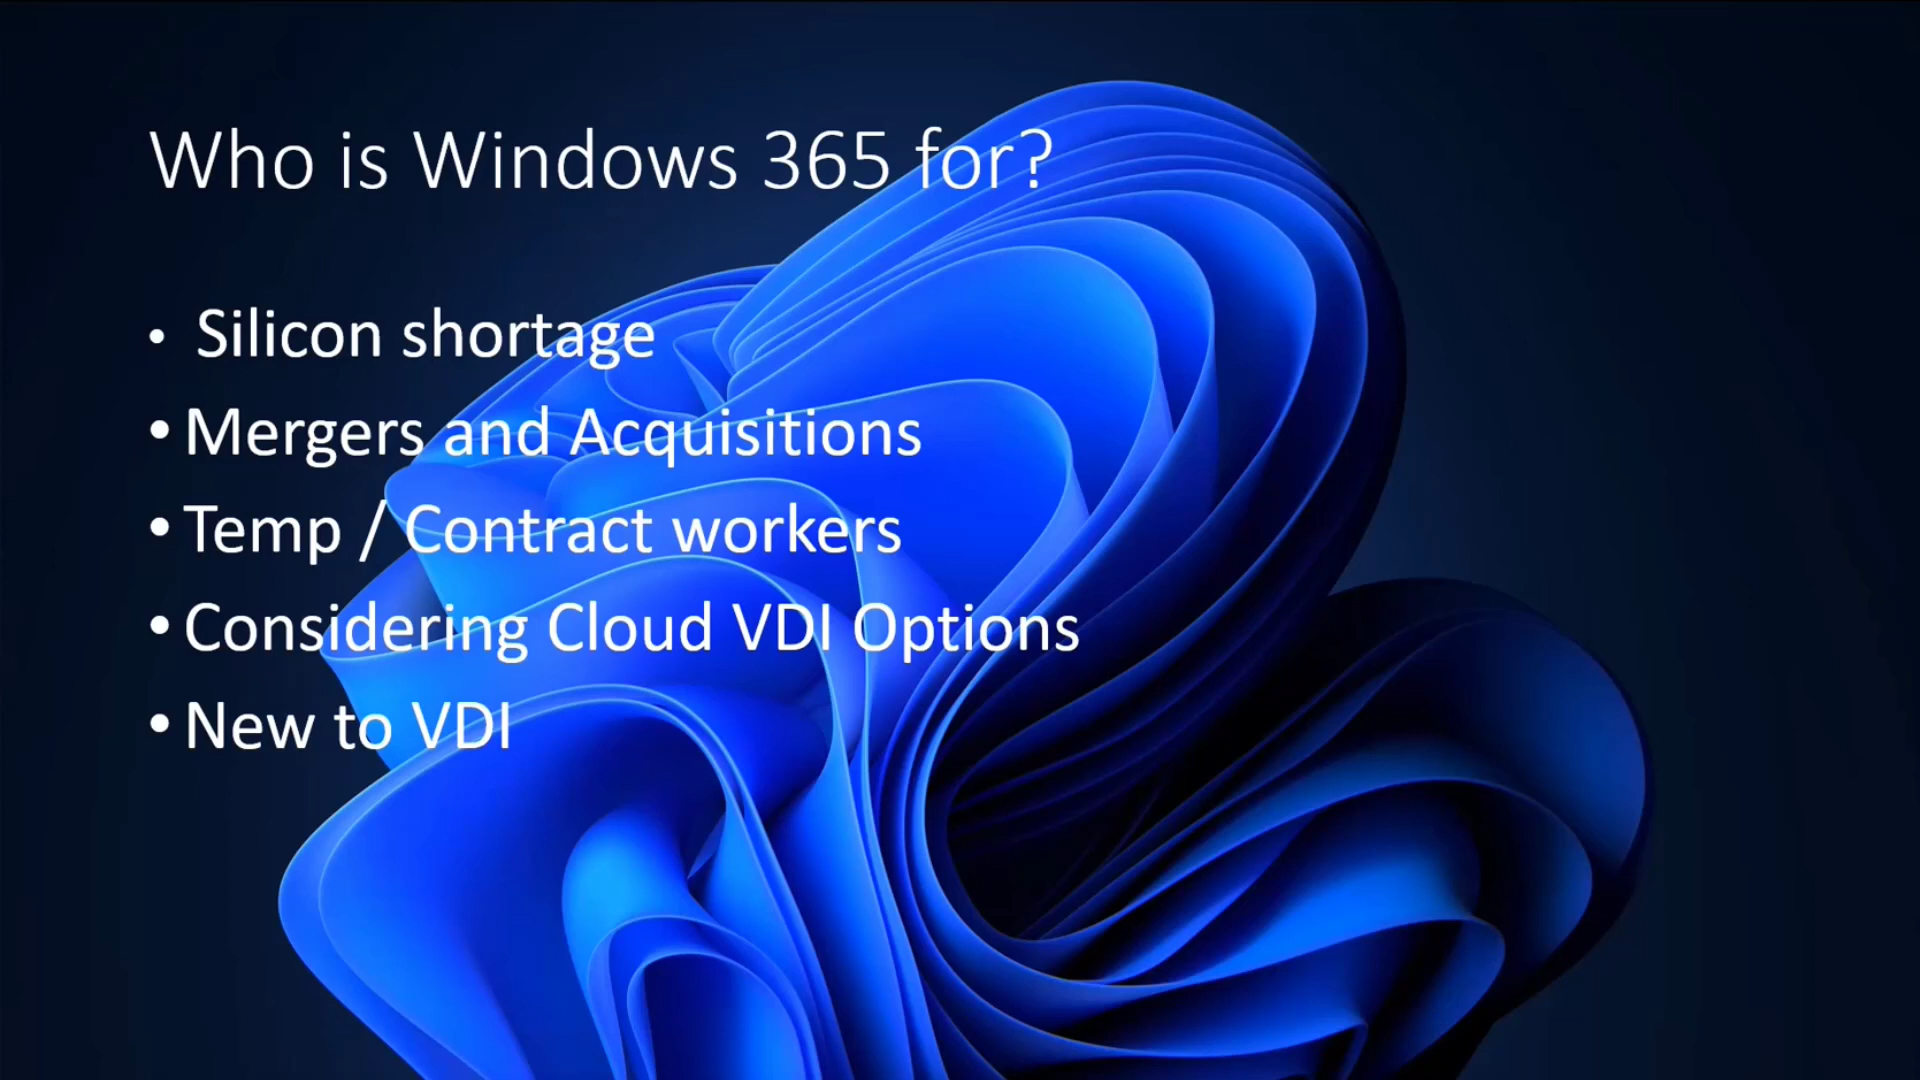 Who is Windows 365 for?
• Silicon shortage
• Mergers and Acquisitions
• Temp / Contract workers
• Considering Cloud VDI Options
• New to VDI